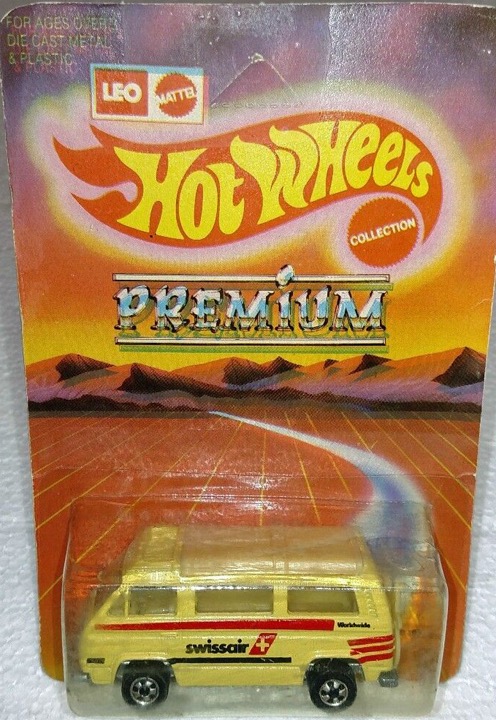 FOR AGES OVER 3
DIE CAST METAL
& PLASTIC
LEO
MATTEL
HOT WHEELS
COLLECTION
PREMiUM
Worldwide
swissair